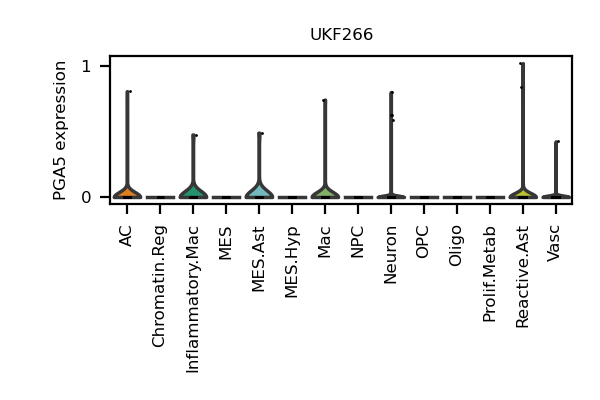 UKF266
PGA5 expression
1
0
AC
Chromatin.Reg
Inflammatory.Mac
MES
MES.Ast
MES.Hyp
Mac
NPC
Neuron
OPC
Oligo
Prolif.Metab
Reactive.Ast
Vasc